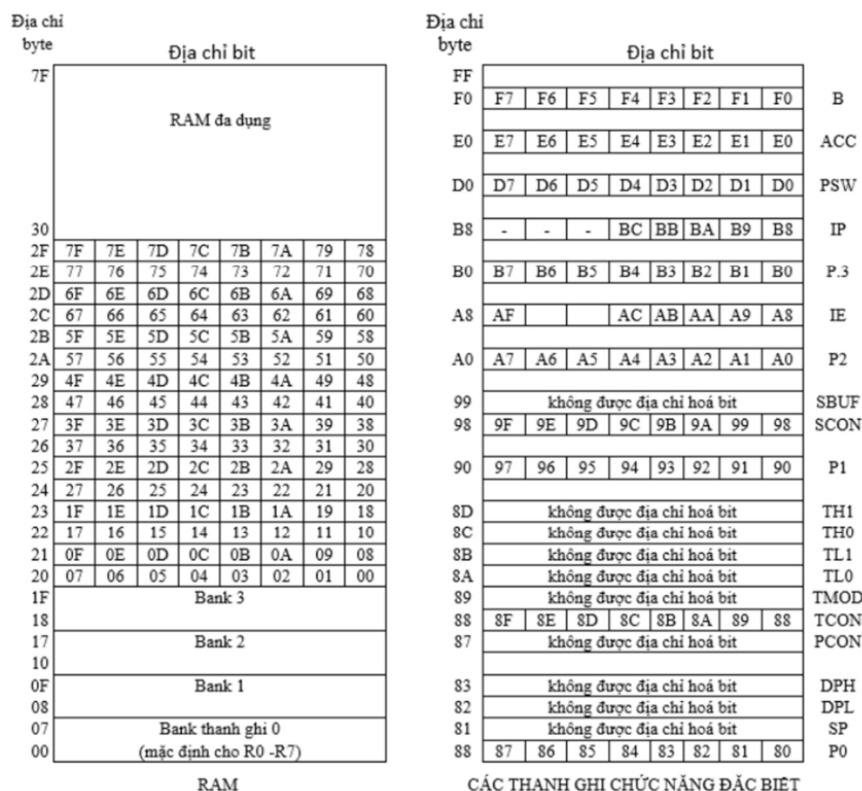 Địa chỉ
byte
Địa chỉ bit
7F
RAM đa dụng
30
2F 7F 7E 7D 7C 7B 7A 79 78
2E 77 76 75 74 73 72 71 70
2D 6F 6E 6D 6C 6B 6A 69 68
2C 67 66 65 64 63 62 61 60
2B 5F 5E 5D 5C 5B 5A 59 58
2A 57 56 55 54 53 52 51 50
29 4F 4E 4D 4C 4B 4A 49 48
28 47 46 45 44 43 42 41 40
27 3F 3E 3D 3C 3B 3A 39 38
26 37 36 35 34 33 32 31 30
25 2F 2E 2D 2C 2B 2A 29 28
24 27 26 25 24 23 22 21 20
23 1F 1E 1D 1C 1B 1A 19 18
22 17 16 15 14 13 12 11 10
21 0F 0E 0D 0C 0B 0A 09 08
20 07 06 05 04 03 02 01 00
1F Bank 3
18
17 Bank 2
10
0F Bank 1
08
07 Bank thanh ghi 0
00 (mặc định cho R0 -R7)
RAM
Địa chỉ
byte
Địa chỉ bit
FF
F0 F7 F6 F5 F4 F3 F2 F1 F0 B
E0 E7 E6 E5 E4 E3 E2 E1 E0 ACC
D0 D7 D6 D5 D4 D3 D2 D1 D0 PSW
B8 - - - BC BB BA B9 B8 IP
B0 B7 B6 B5 B4 B3 B2 B1 B0 P.3
A8 AF AC AB AA A9 A8 IE
A0 A7 A6 A5 A4 A3 A2 A1 A0 P2
99 không được địa chỉ hoá bit SBUF
98 9F 9E 9D 9C 9B 9A 99 98 SCON
90 97 96 95 94 93 92 91 90 P1
8D không được địa chỉ hoá bit TH1
8C không được địa chỉ hoá bit TH0
8B không được địa chỉ hoá bit TL1
8A không được địa chỉ hoá bit TL0
89 không được địa chỉ hoá bit TMOD
88 8F 8E 8D 8C 8B 8A 89 88 TCON
87 không được địa chỉ hoá bit PCON
83 không được địa chỉ hoá bit DPH
82 không được địa chỉ hoá bit DPL
81 không được địa chỉ hoá bit SP
88 87 86 85 84 83 82 81 80 P0
CÁC THANH GHI CHỨC NĂNG ĐẶC BIỆT